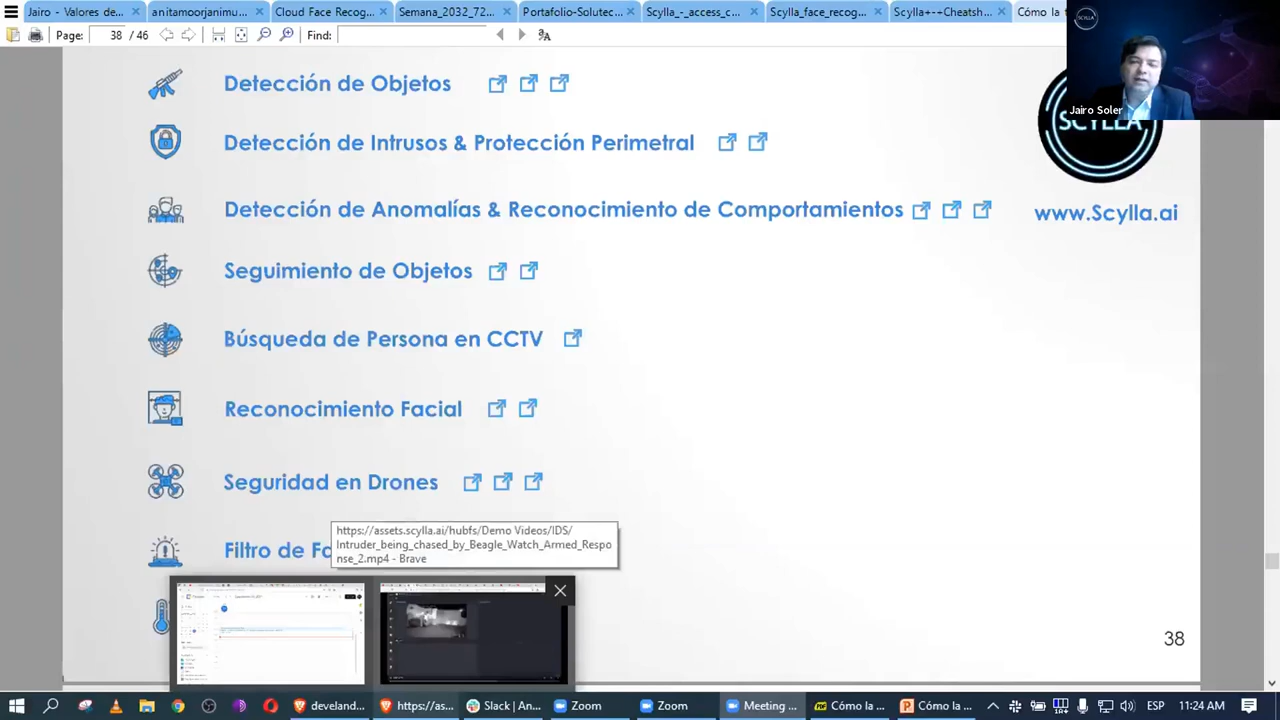 Jairo - Valores de...
anitamoorjanimu...
Cloud Face Recog...
Semana_2032_72...
Portafolio-Solutec...
Scylla_-_access_c...
Scylla_face_recog...
Scylla+-+Cheatsh...
Cómo la
Page: 38 / 46 Find:
SCYLLA
Jairo Soler
Detección de Objetos
Detección de Intrusos & Protección Perimetral
Detección de Anomalías & Reconocimiento de Comportamientos
www.Scylla.ai
Seguimiento de Objetos
Búsqueda de Persona en CCTV
Reconocimiento Facial
Seguridad en Drones
https://assets.scylla.ai/hubfs/Demo Videos/IDS/
Intruder_being_chased_by_Beagle_Watch_Armed_Respo
nse_2.mp4 - Brave
Filtro de Fa
38
develand...
https://as...
Slack | An...
Zoom
Zoom
Meeting ...
Cómo la ...
Cómo la ...
ESP
11:24 AM